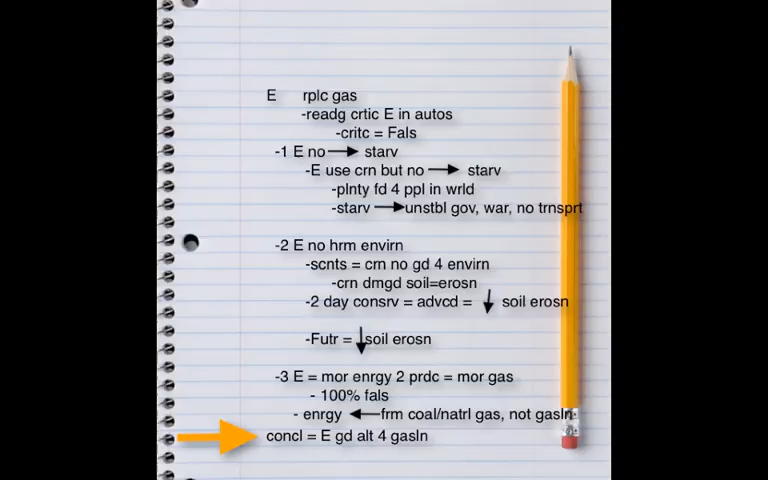 E rplc gas
-readg crtic E in autos
-critc = Fals
-1 E no → starv
-E use crn but no → starv
-plnty fd 4 ppl in wrld
-starv → unstbl gov, war, no trnsprt
-2 E no hrm envirn
-scnts = crn no gd 4 envirn
-crn dmgd soil=erosn
-2 day consrv = advcd = ↓ soil erosn
-Futr = ↓ soil erosn
-3 E = mor enrgy 2 prdc = mor gas
- 100% fals
- enrgy ← frm coal/natrl gas, not gasln
concl = E gd alt 4 gasln